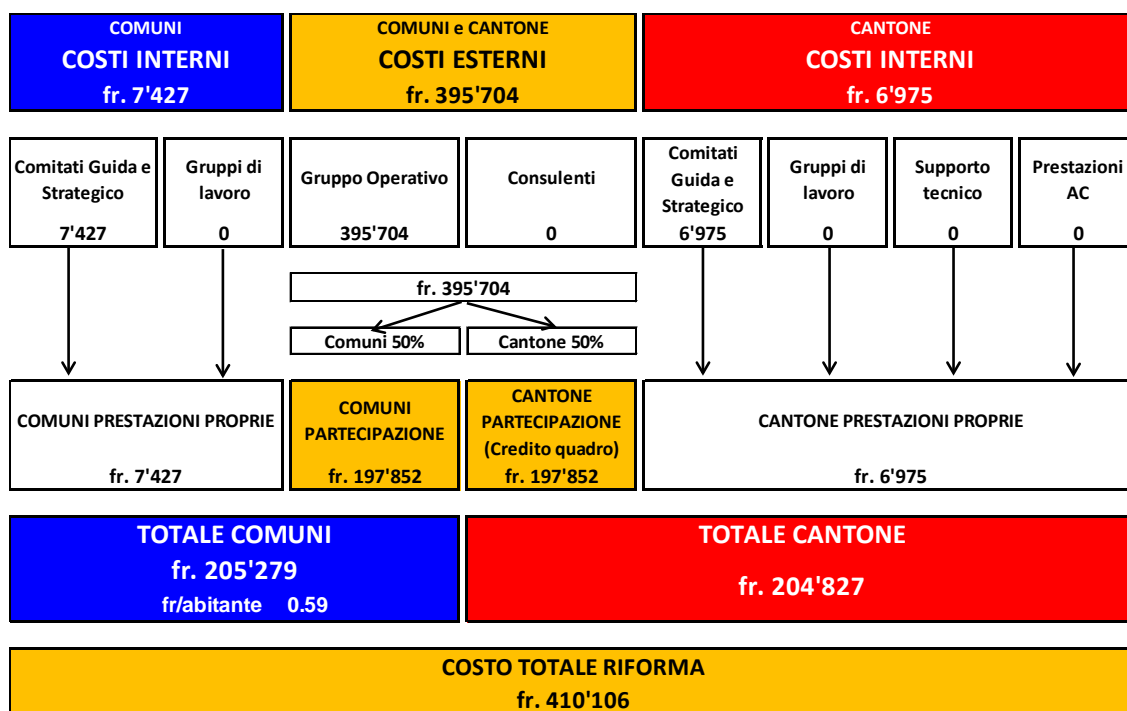 COMUNI
COSTI INTERNI
fr. 7'427
COMUNI e CANTONE
COSTI ESTERNI
fr. 395'704
CANTONE
COSTI INTERNI
fr. 6'975
Comitati Guida e
Strategico
7'427
Gruppi di
lavoro
0
Gruppo Operativo
395'704
Consulenti
0
Comitati
Guida e
Strategico
6'975
Gruppi di
lavoro
0
Supporto
tecnico
0
Prestazioni
AC
0
fr. 395'704
Comuni 50%
Cantone 50%
COMUNI PRESTAZIONI PROPRIE
fr. 7'427
COMUNI
PARTECIPAZIONE
fr. 197'852
CANTONE
PARTECIPAZIONE
(Credito quadro)
fr. 197'852
CANTONE PRESTAZIONI PROPRIE
fr. 6'975
TOTALE COMUNI
fr. 205'279
fr/abitante 0.59
TOTALE CANTONE
fr. 204'827
COSTO TOTALE RIFORMA
fr. 410'106